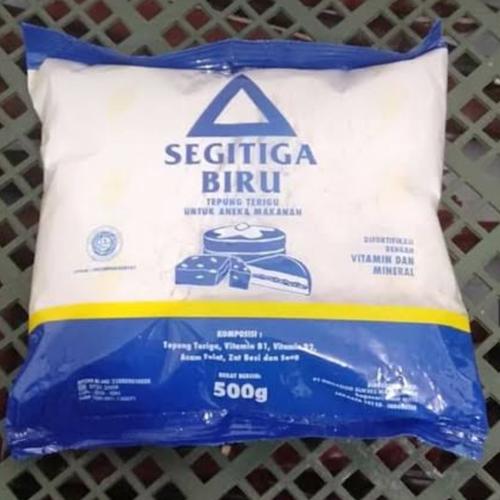 SEGITIGA
BIRU
TEPUNG TERIGU
UNTUK ANEKA MAKANAN
DIFORTIFIKASI
DENGAN
VITAMIN DAN
MINERAL
KOMPOSISI :
Tepung Terigu, Vitamin B1, Vitamin B2,
Asam Folat, Zat Besi dan Seng
BERAT BERSIH:
500g